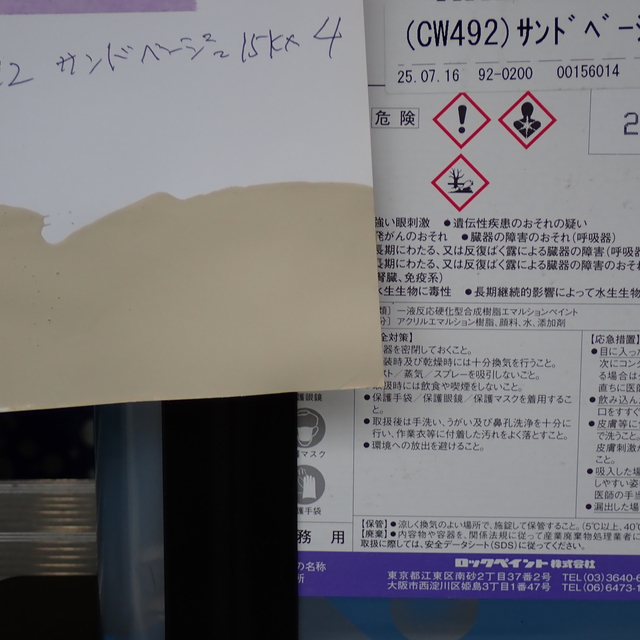 サンドベージュ 15K× 4
(CW492)サンドベー
25.07.16 92-0200 00156014
危険
2
強い眼刺激 ●遺伝性疾患のおそれの疑い
発がんのおそれ ●臓器の障害のおそれ(呼吸器)
長期にわたる、又は反復ばく露による臓器の障害(呼吸
長期にわたる、又は反復ばく露による臓器の障害のおそ
腎臓、免疫系)
水生生物に毒性 ●長期継続的影響によって水生生物
類) 一液反応硬化型合成樹脂エマルションペイント
分) アクリルエマルション樹脂、顔料、水、添加剤
全対策】
器を密閉しておくこと。
装時及び乾燥時には十分換気を行うこと。
スト/蒸気/スプレーを吸引しないこと。
取扱時には飲食や喫煙をしないこと。
●保護手袋/保護眼鏡/保護マスクを着用すること。
●取扱後は手洗い、うがい及び鼻孔洗浄を十分に
行い、作業衣等に付着した汚れをよく落とすこと。
●環境への放出を避けること。
【応急措置】
●目に入っ
次にコン
る場合は
直ちに医
●飲み込ん
口をすす
●皮膚等に
で洗うこと
皮膚刺激
こと。
●吸入した場
しやすい姿
医師の手当
●漏出した場
保護眼鏡
マスク
保護手袋
務用
【保管】●涼しく換気のよい場所で、施錠して保管すること。(5℃以上、40℃
【廃棄】●内容物や容器を、関係法規に従って産業廃棄物処理業者に
取扱に際しては、安全データシート(SDS)に従ってください。
の名称
所
ロックペイント株式会社
東京都江東区南砂2丁目37番2号 TEL(03)3640-6
大阪市西淀川区姫島3丁目1番47号 TEL(06)6473-1